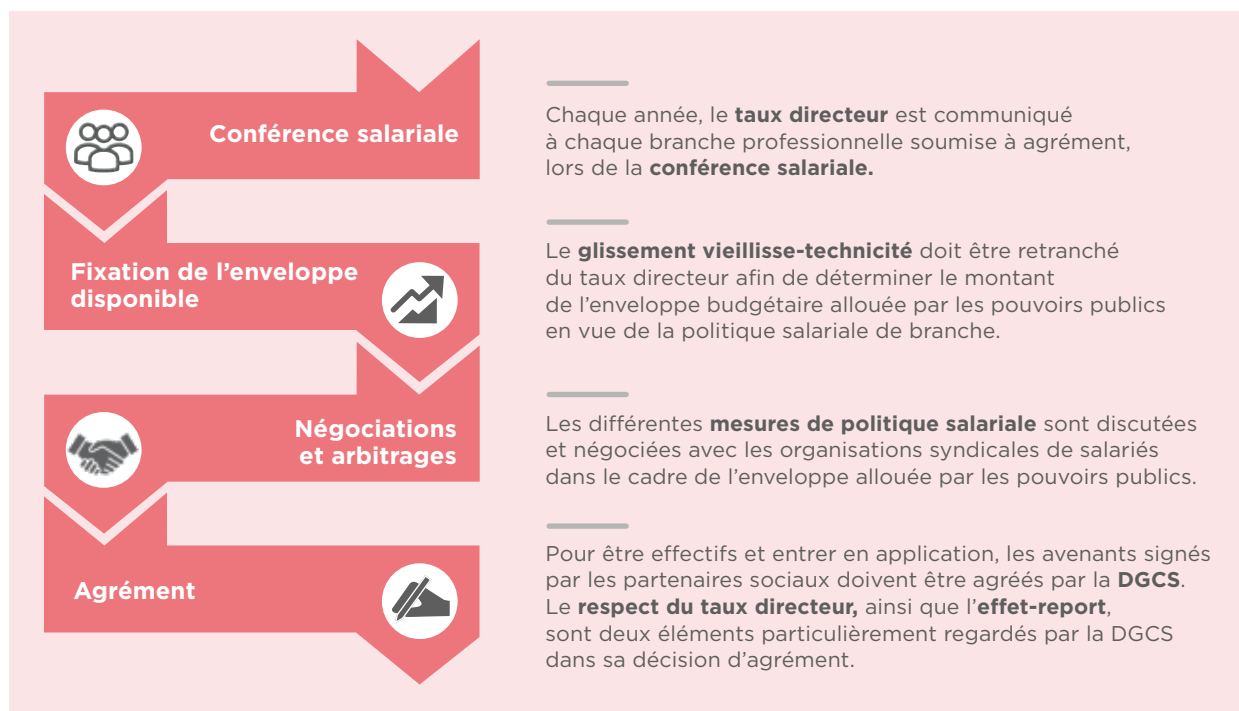 Conférence salariale
Chaque année, le taux directeur est communiqué
à chaque branche professionnelle soumise à agrément,
lors de la conférence salariale.
Fixation de l’enveloppe
disponible
Le glissement vieillisse-technicité doit être retranché
du taux directeur afin de déterminer le montant
de l’enveloppe budgétaire allouée par les pouvoirs publics
en vue de la politique salariale de branche.
Négociations
et arbitrages
Les différentes mesures de politique salariale sont discutées
et négociées avec les organisations syndicales de salariés
dans le cadre de l’enveloppe allouée par les pouvoirs publics.
Agrément
Pour être effectifs et entrer en application, les avenants signés
par les partenaires sociaux doivent être agréés par la DGCS.
Le respect du taux directeur, ainsi que l’effet-report,
sont deux éléments particulièrement regardés par la DGCS
dans sa décision d’agrément.